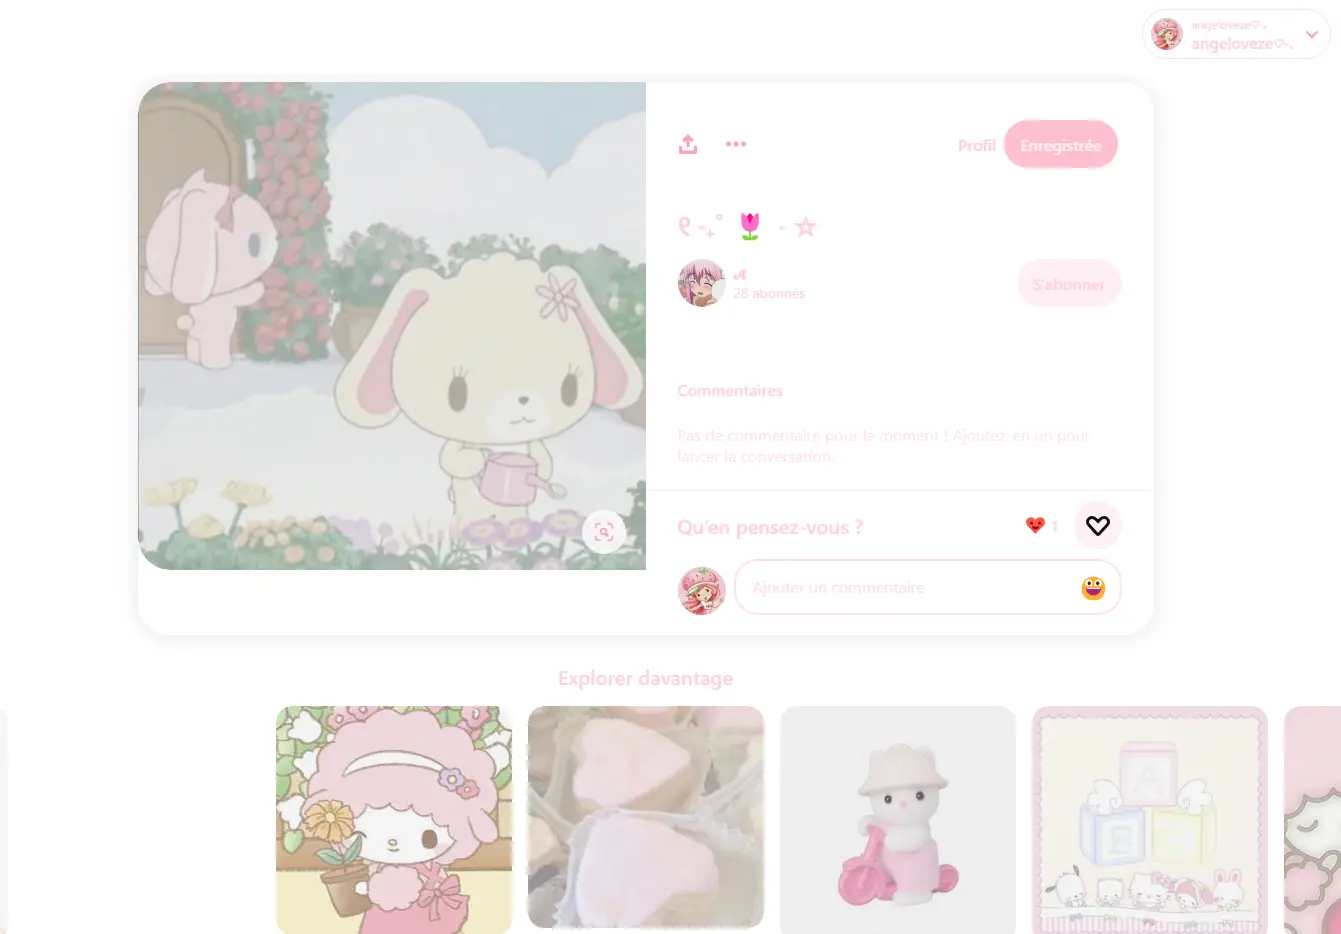 angeloveze♡ -.
angeloveze♡-.
Profil
Enregistrée
୧ ‧₊˚ 🌷 ⋅ ☆
𝓐
28 abonnés
S'abonner
Commentaires
Pas de commentaire pour le moment ! Ajoutez-en un pour
lancer la conversation.
Qu'en pensez-vous ?
1
Ajouter un commentaire
Explorer davantage
A
B